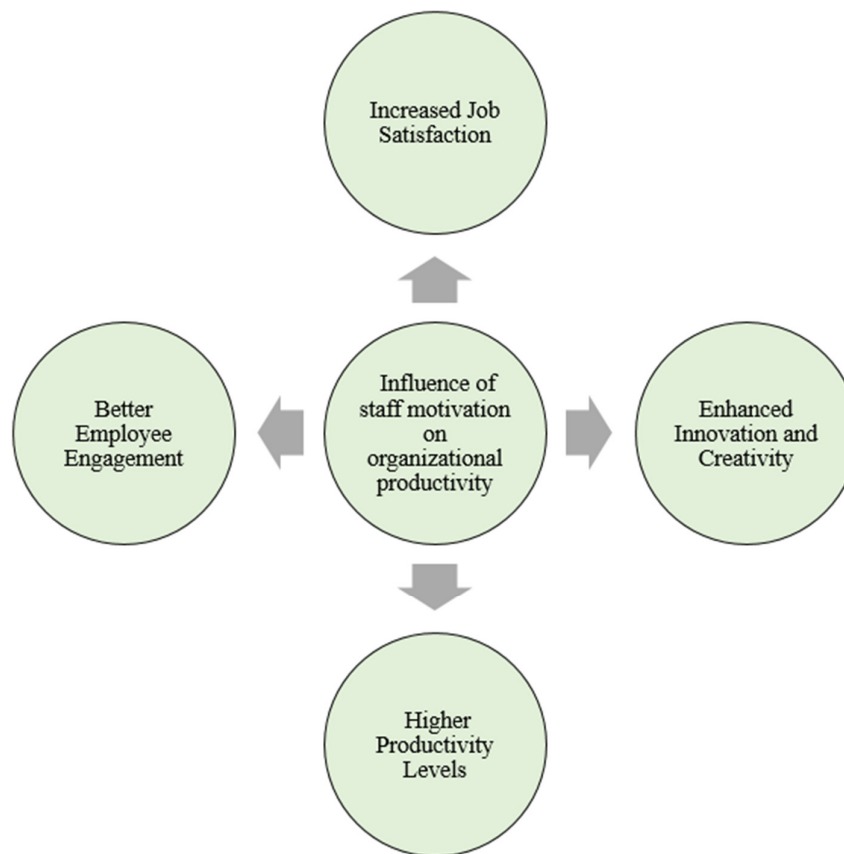 Increased Job
Satisfaction
Better
Employee
Engagement
Influence of
staff motivation
on
organizational
productivity
Enhanced
Innovation and
Creativity
Higher
Productivity
Levels